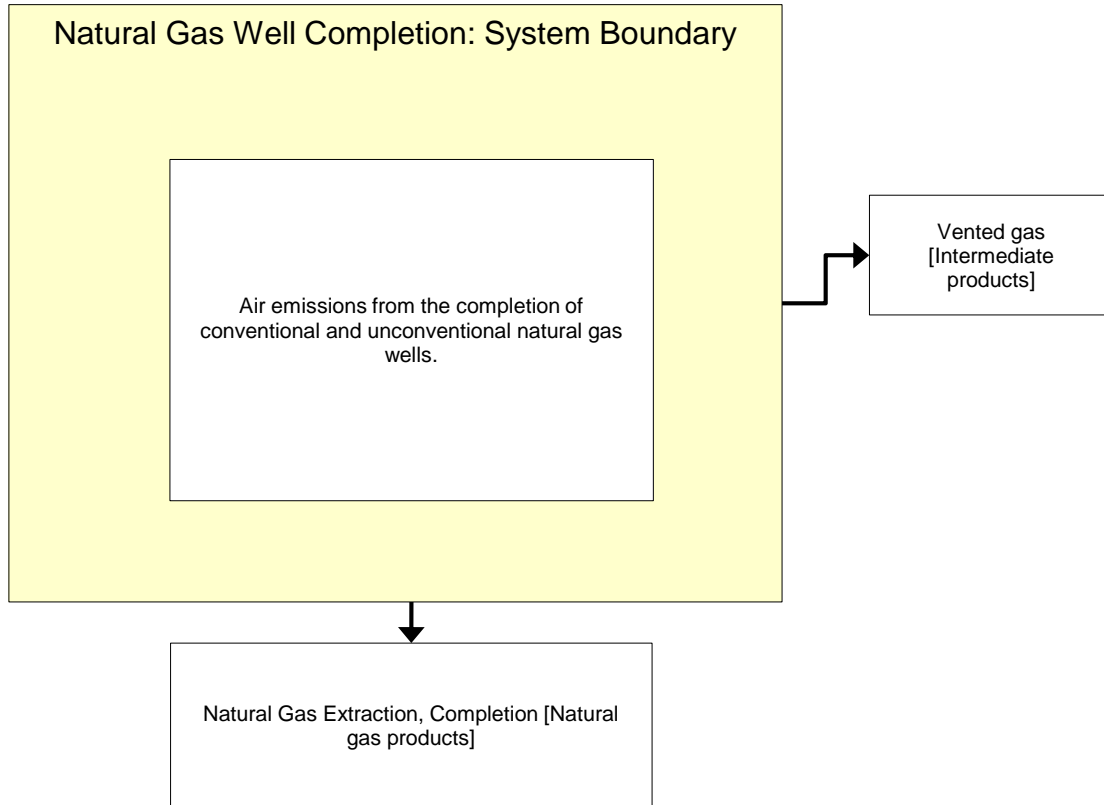 Natural Gas Well Completion: System Boundary
Air emissions from the completion of
conventional and unconventional natural gas
wells.
Vented gas
[Intermediate
products]
Natural Gas Extraction, Completion [Natural
gas products]